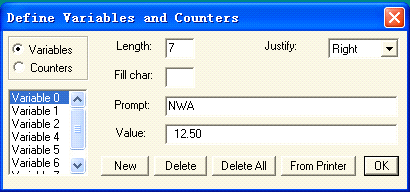 Define Variables and Counters
Variables
Counters
Length: 7
Justify: Right
Fill char:
Variable 0
Variable 1
Variable 2
Variable 4
Variable 5
Variable 6
Prompt: NWA
Value: 12.50
New
Delete
Delete All
From Printer
OK